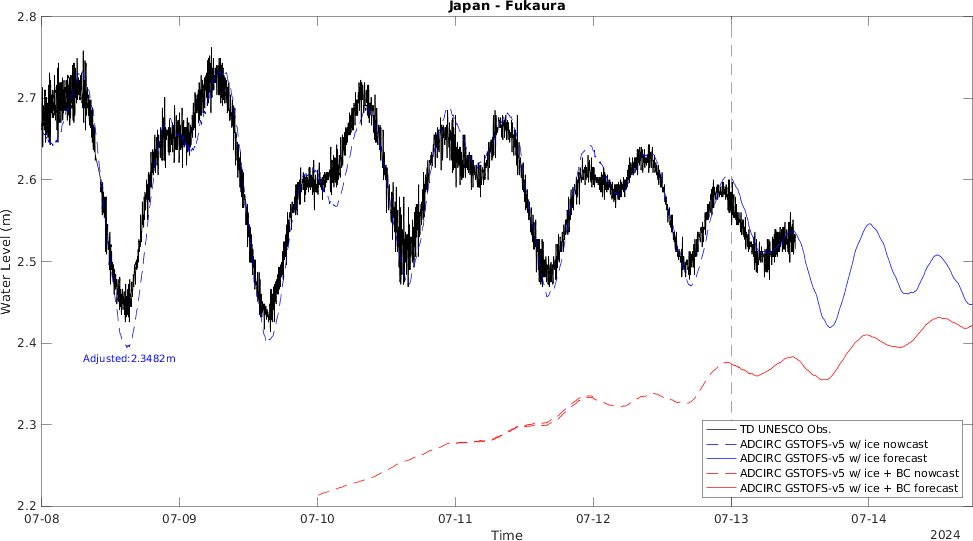 Japan - Fukaura
2.8
2.7
2.6
2.5
2.4
2.3
2.2
Water Level (m)
Adjusted:2.3482m
TD UNESCO Obs.
ADCIRC GSTOFS-v5 w/ ice nowcast
ADCIRC GSTOFS-v5 w/ ice forecast
ADCIRC GSTOFS-v5 w/ ice + BC nowcast
ADCIRC GSTOFS-v5 w/ ice + BC forecast
07-08 07-09 07-10 07-11 07-12 07-13 07-14
Time
2024